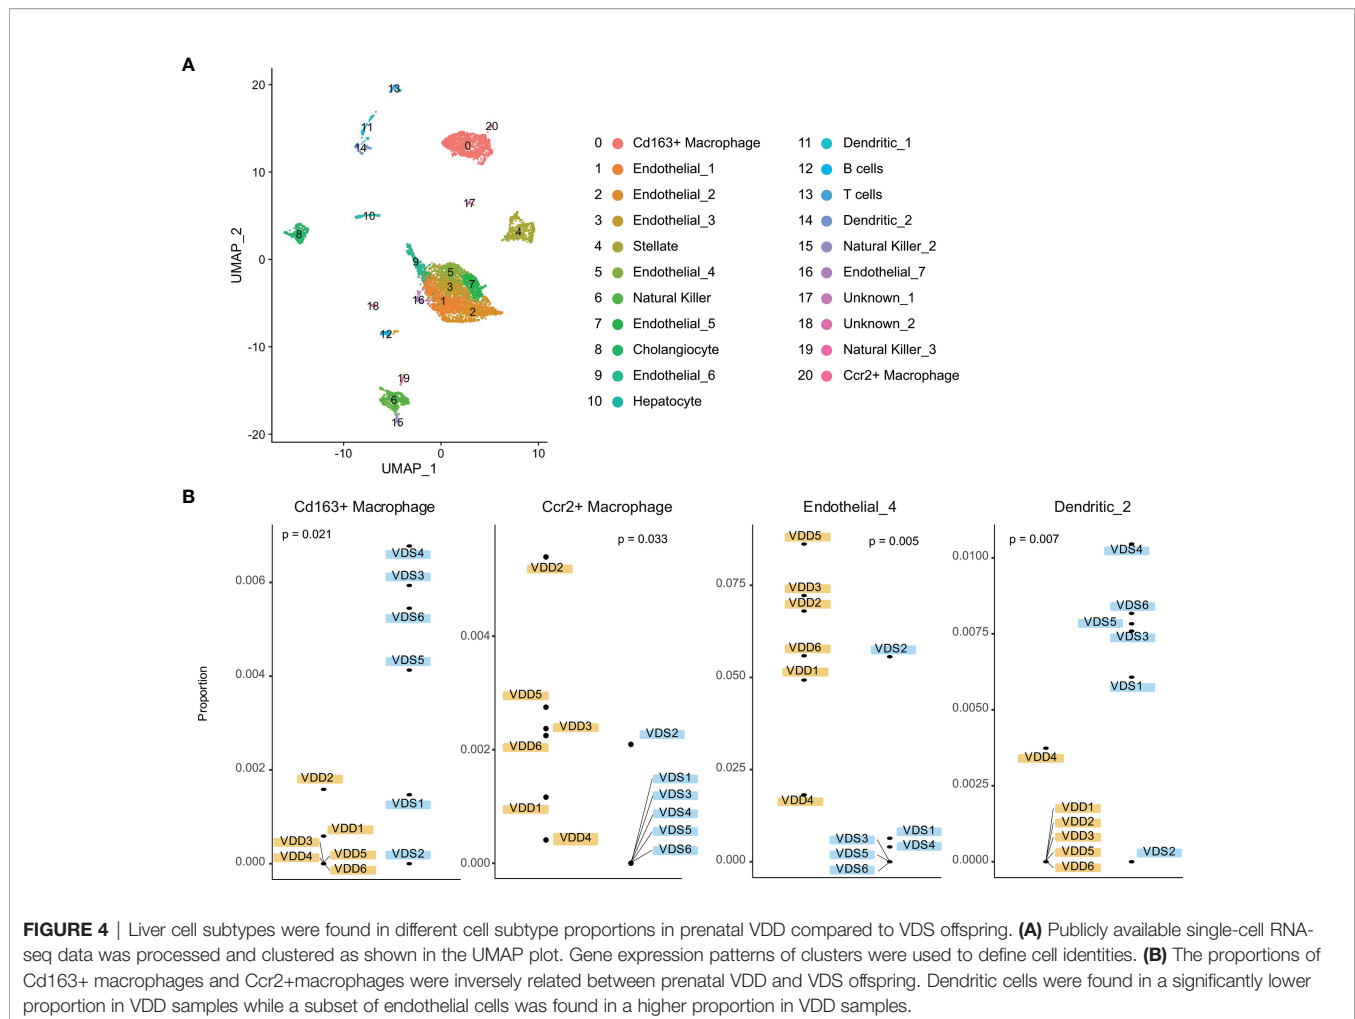 A
20
10
0
-10
-20
UMAP_2
-10
0
10
UMAP_1
13
11
14
20
0
17
10
8
4
9
5
7
3
16
1
2
18
12
19
6
15
0 Cd163+ Macrophage
1 Endothelial_1
2 Endothelial_2
3 Endothelial_3
4 Stellate
5 Endothelial_4
6 Natural Killer
7 Endothelial_5
8 Cholangiocyte
9 Endothelial_6
10 Hepatocyte
11 Dendritic_1
12 B cells
13 T cells
14 Dendritic_2
15 Natural Killer_2
16 Endothelial_7
17 Unknown_1
18 Unknown_2
19 Natural Killer_3
20 Ccr2+ Macrophage
B
Proportion
Cd163+ Macrophage
p = 0.021
0.006
0.004
0.002
0.000
VDS4
VDS3
VDS6
VDS5
VDD2
VDS1
VDD1
VDD3
VDD4
VDD5
VDD6
VDS2
Ccr2+ Macrophage
p = 0.033
0.004
0.002
0.000
VDD2
VDD5
VDD3
VDD6
VDD1
VDD4
VDS2
VDS1
VDS3
VDS4
VDS5
VDS6
Endothelial_4
p = 0.005
0.075
0.050
0.025
0.000
VDD5
VDD3
VDD2
VDD6
VDD1
VDD4
VDS2
VDS1
VDS3
VDS4
VDS5
VDS6
Dendritic_2
p = 0.007
0.0100
0.0075
0.0050
0.0025
0.0000
VDS4
VDS6
VDS5
VDS3
VDS1
VDD4
VDD1
VDD2
VDD3
VDD5
VDD6
VDS2
FIGURE 4 | Liver cell subtypes were found in different cell subtype proportions in prenatal VDD compared to VDS offspring. (A) Publicly available single-cell RNA-
seq data was processed and clustered as shown in the UMAP plot. Gene expression patterns of clusters were used to define cell identities. (B) The proportions of
Cd163+ macrophages and Ccr2+macrophages were inversely related between prenatal VDD and VDS offspring. Dendritic cells were found in a significantly lower
proportion in VDD samples while a subset of endothelial cells was found in a higher proportion in VDD samples.